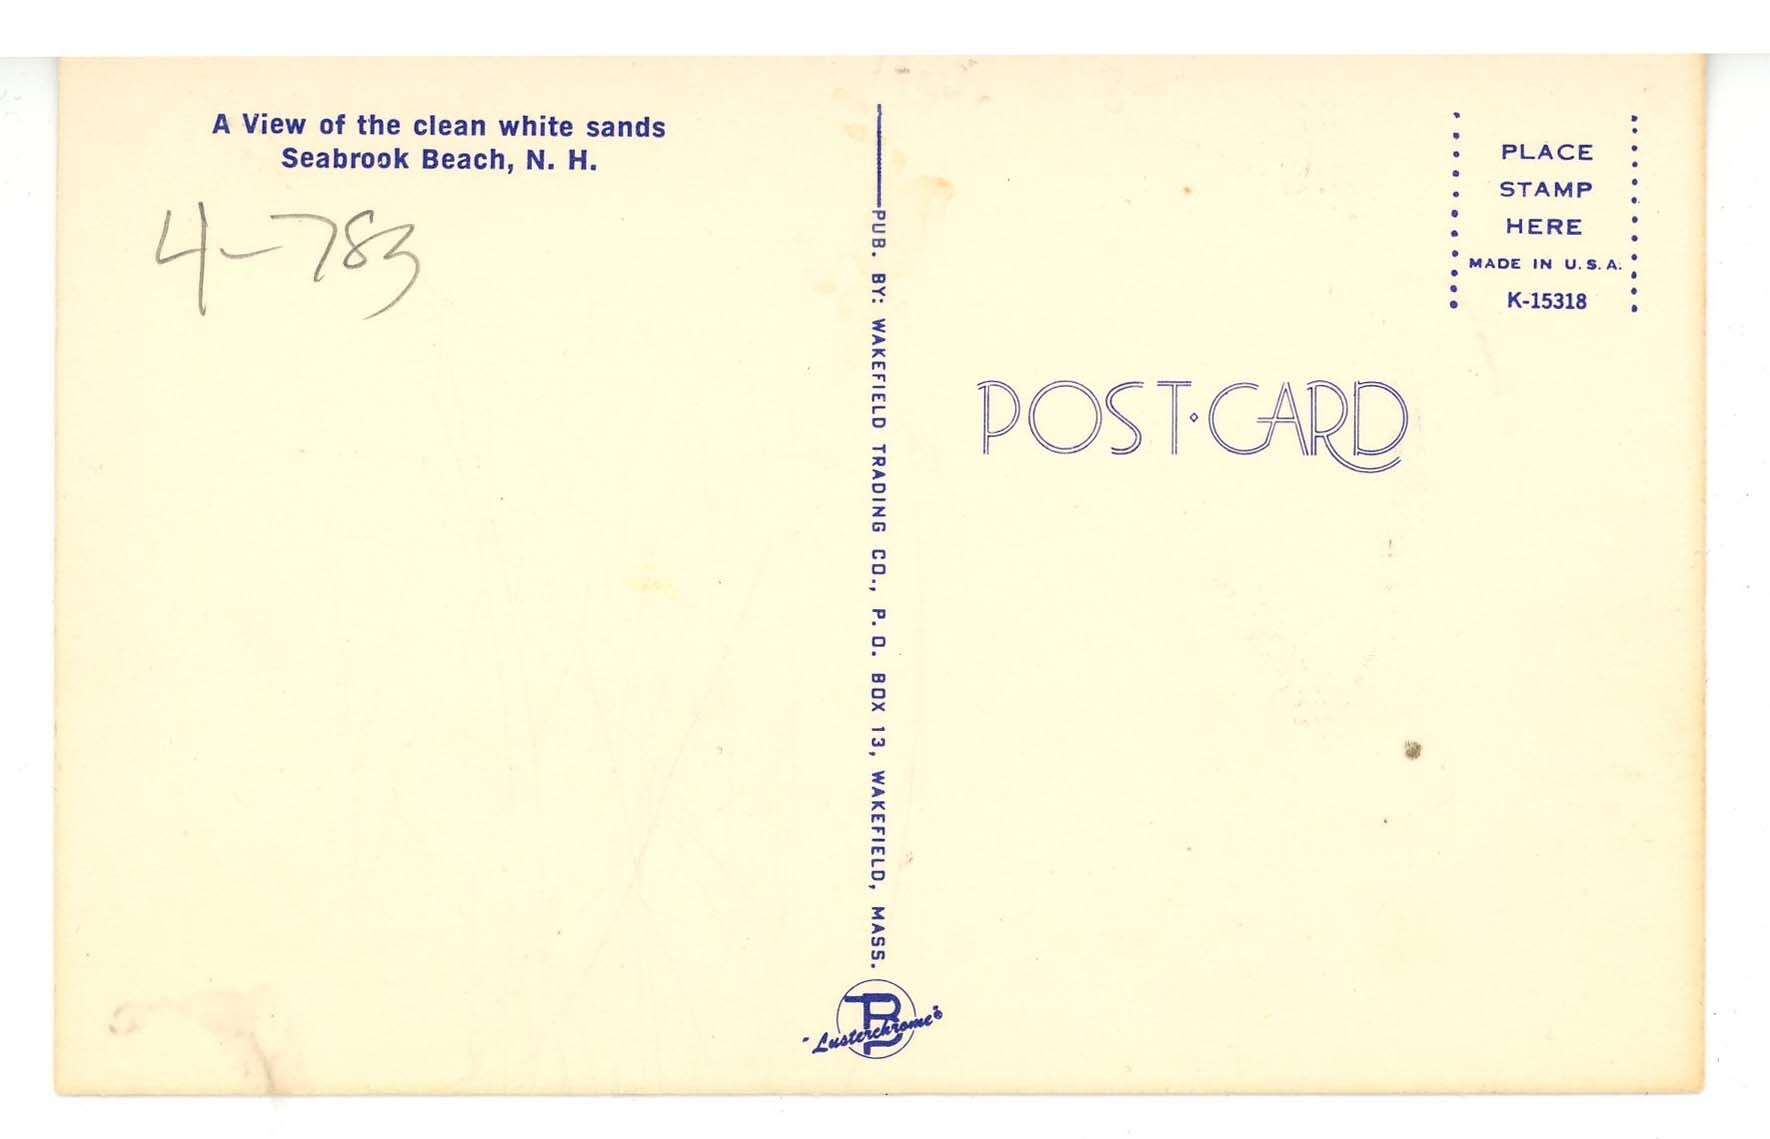 A View of the clean white sands
Seabrook Beach, N. H.
4-783
PUB. BY: WAKEFIELD TRADING CO., P. O. BOX 13, WAKEFIELD, MASS.
"Lusterchrome"®
POST·CARD
PLACE
STAMP
HERE
MADE IN U.S.A.
K-15318